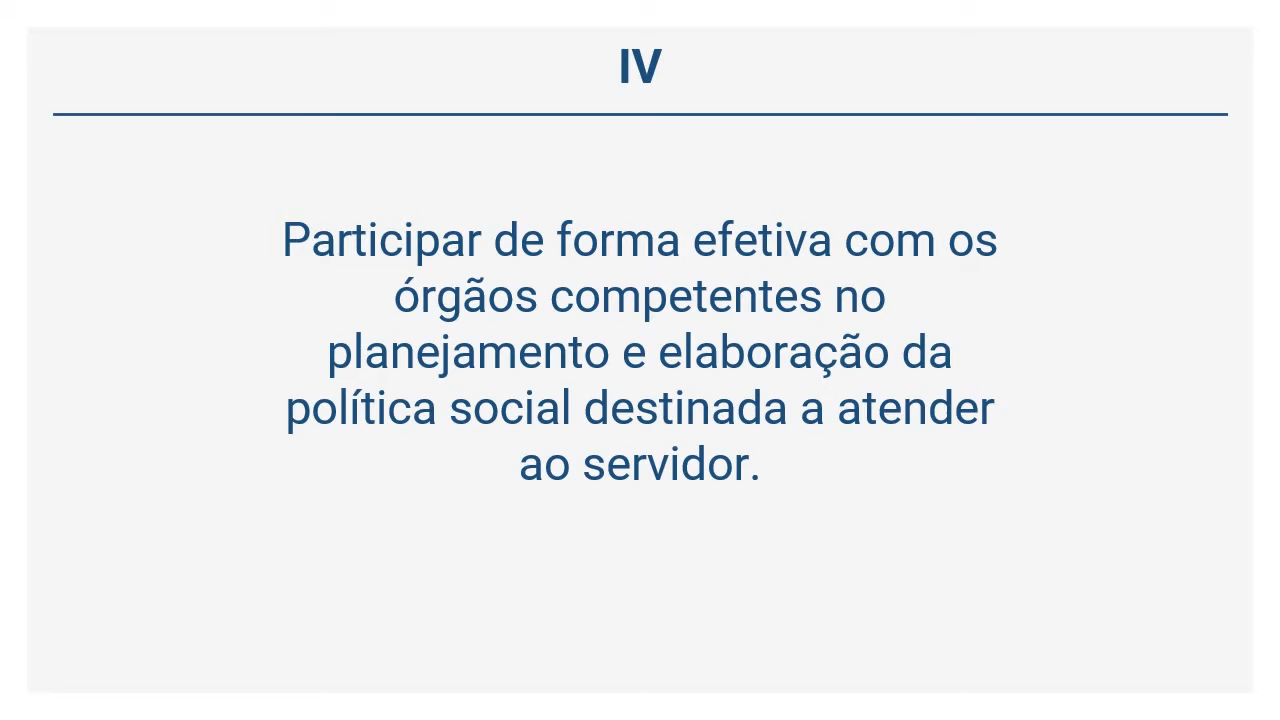 IV
Participar de forma efetiva com os
órgãos competentes no
planejamento e elaboração da
política social destinada a atender
ao servidor.